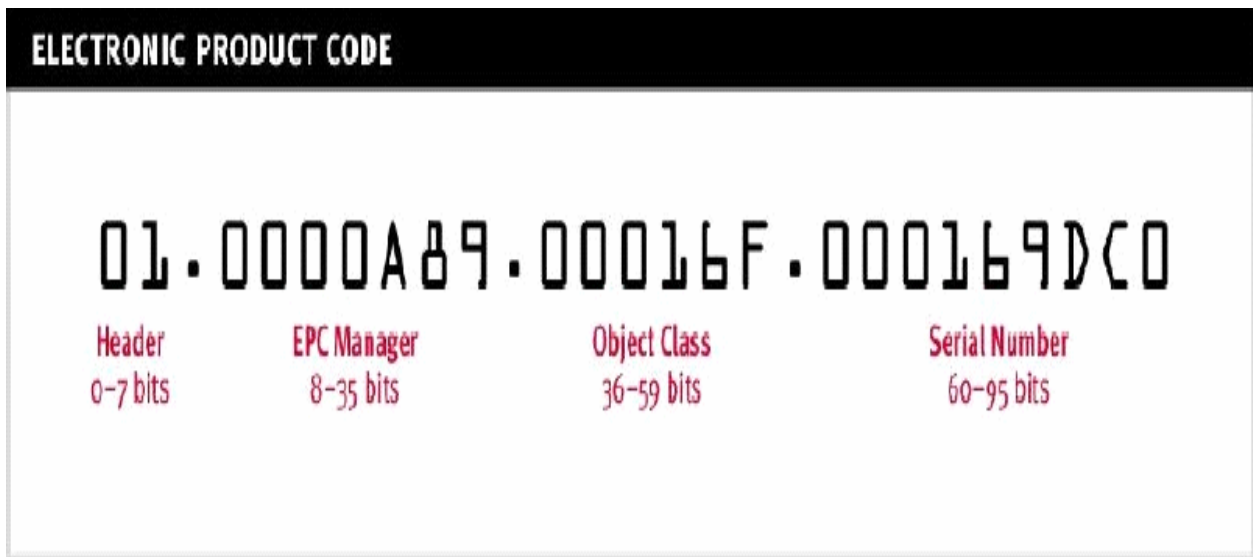 ELECTRONIC PRODUCT CODE
01.0000A89.00016F.000169DC0
Header EPC Manager Object Class Serial Number
0-7 bits 8-35 bits 36-59 bits 60-95 bits